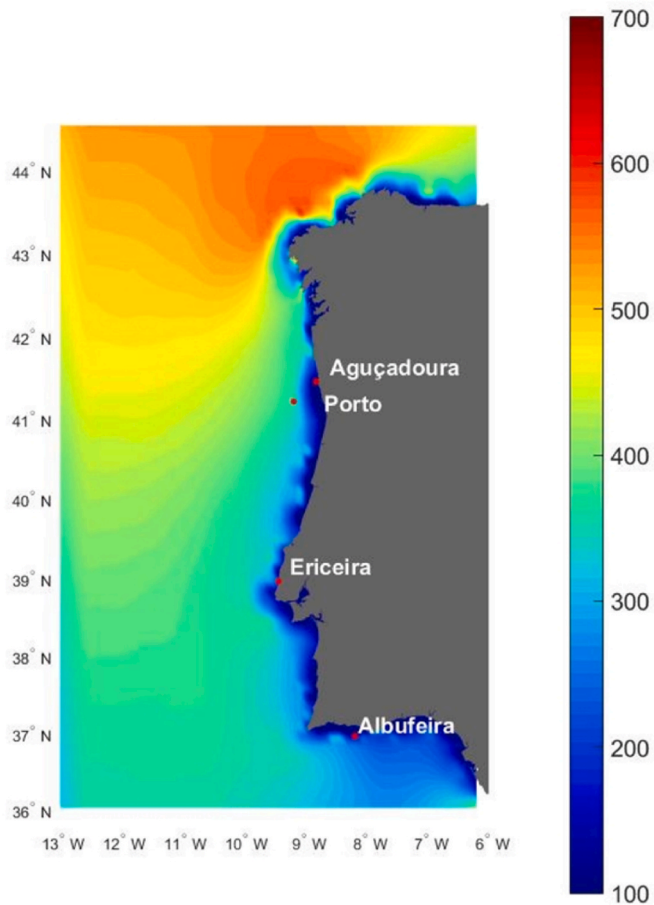 700
600
500
400
300
200
100
44° N
43° N
42° N
41° N
40° N
39° N
38° N
37° N
36° N
13° W 12° W 11° W 10° W 9° W 8° W 7° W 6° W
Aguçadoura
Porto
Ericeira
Albufeira